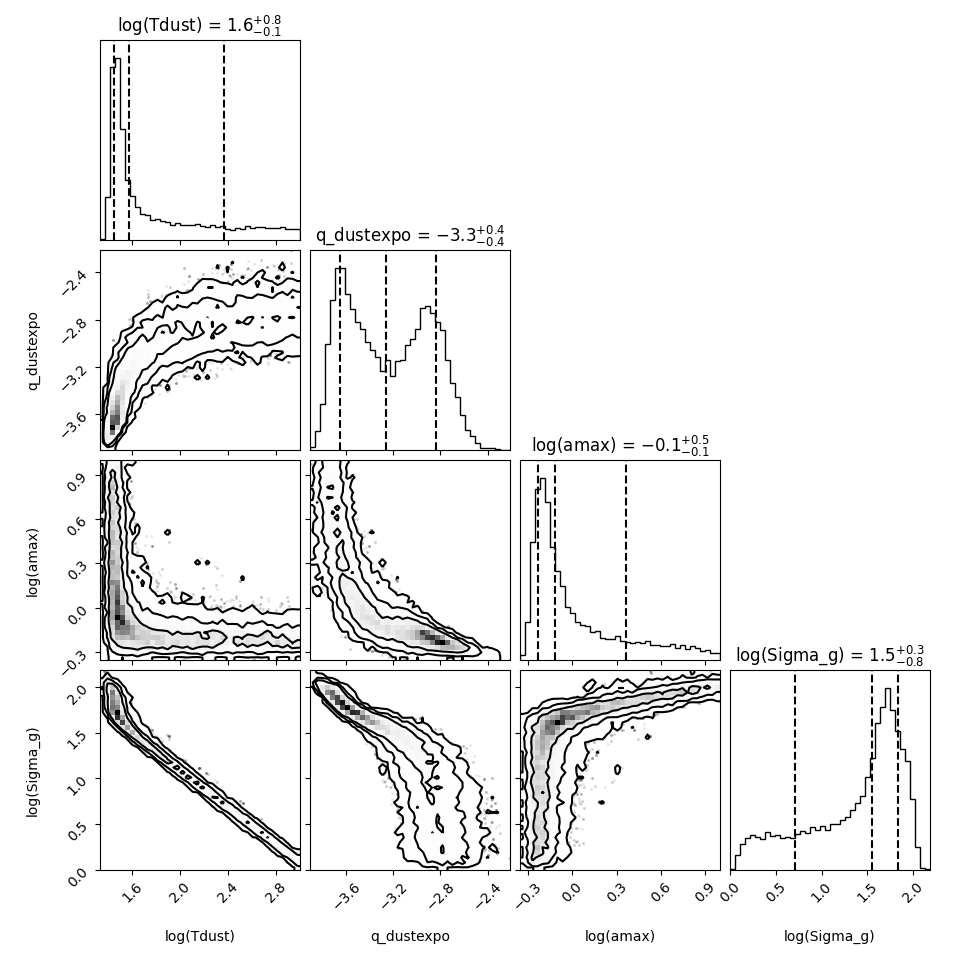 log(Tdust) = 1.6+0.8−0.1
q_dustexpo = −3.3+0.4−0.4
−2.4
−2.8
−3.2
−3.6
q_dustexpo
log(amax) = −0.1+0.5−0.1
0.9
0.6
0.3
0.0
−0.3
log(amax)
log(Sigma_g) = 1.5+0.3−0.8
2.0
1.5
1.0
0.5
0.0
log(Sigma_g)
1.6 2.0 2.4 2.8
−3.6 −3.2 −2.8 −2.4
−0.3 0.0 0.3 0.6 0.9
0.0 0.5 1.0 1.5 2.0
log(Tdust) q_dustexpo log(amax) log(Sigma_g)